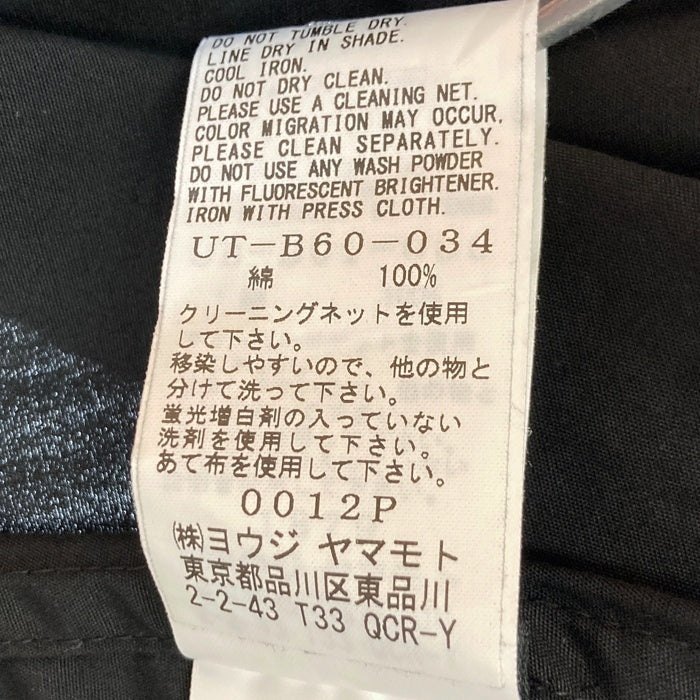 DO NOT TUMBLE DRY.
LINE DRY IN SHADE.
COOL IRON.
DO NOT DRY CLEAN.
PLEASE USE A CLEANING NET.
COLOR MIGRATION MAY OCCUR,
PLEASE CLEAN SEPARATELY.
DO NOT USE ANY WASH POWDER
WITH FLUORESCENT BRIGHTENER.
IRON WITH PRESS CLOTH.
UT-B60-034
綿 100%
クリーニングネットを使用
して下さい。
移染しやすいので、他の物と
分けて洗って下さい。
蛍光増白剤の入っていない
洗剤を使用して下さい。
あて布を使用して下さい。
0012P
㈱ヨウジ ヤマモト
東京都品川区東品川
2-2-43 T33 QCR-Y